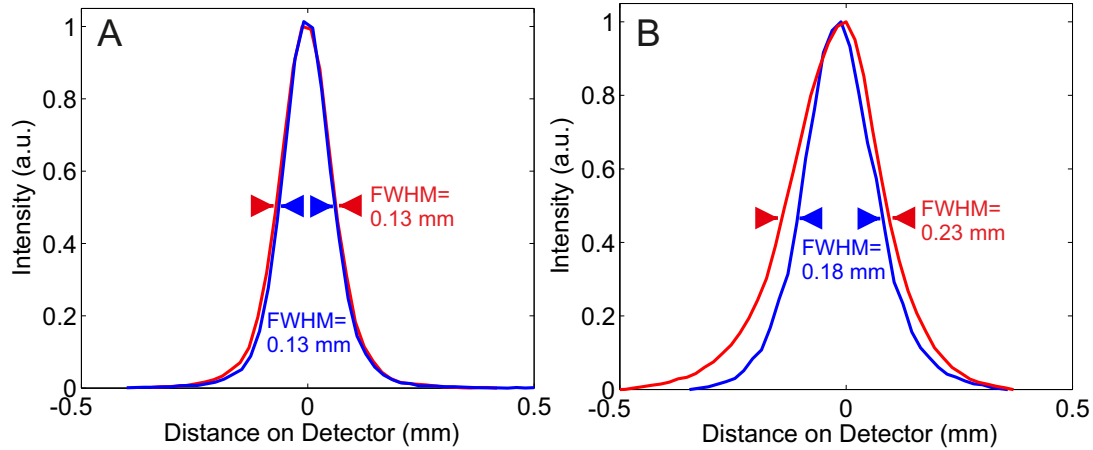 A
1
0.8
0.6
0.4
0.2
0
-0.5
0
0.5
Intensity (a.u.)
Distance on Detector (mm)
FWHM=
0.13 mm
FWHM=
0.13 mm
B
1
0.8
0.6
0.4
0.2
0
-0.5
0
0.5
Intensity (a.u.)
Distance on Detector (mm)
FWHM=
0.23 mm
FWHM=
0.18 mm